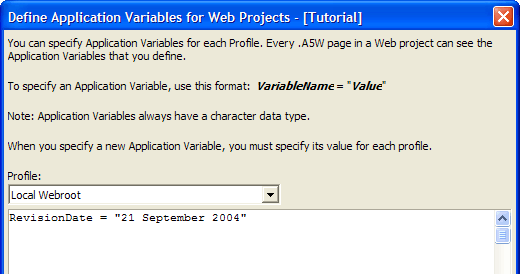 Define Application Variables for Web Projects - [Tutorial]
You can specify Application Variables for each Profile. Every .A5W page in a Web project can see the
Application Variables that you define.
To specify an Application Variable, use this format: VariableName = "Value"
Note: Application Variables always have a character data type.
When you specify a new Application Variable, you must specify its value for each profile.
Profile:
Local Webroot
RevisionDate = "21 September 2004"